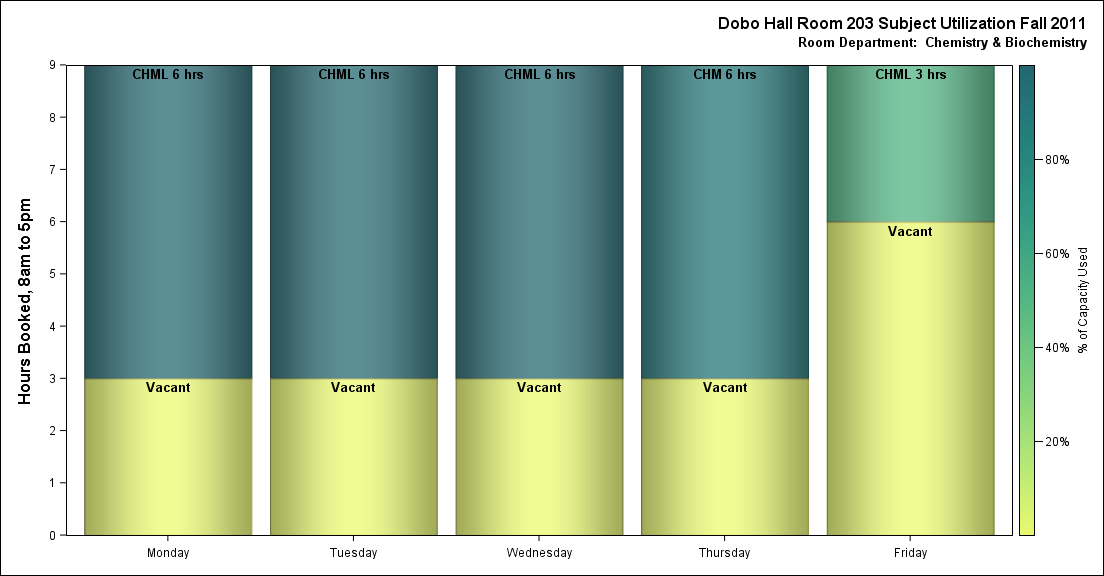 Dobo Hall Room 203 Subject Utilization Fall 2011
Room Department:  Chemistry & Biochemistry
Hours Booked, 8am to 5pm
9
8
7
6
5
4
3
2
1
0
CHML 6 hrs
CHML 6 hrs
CHML 6 hrs
CHM 6 hrs
CHML 3 hrs
Vacant
Vacant
Vacant
Vacant
Vacant
Monday
Tuesday
Wednesday
Thursday
Friday
80%
60%
40%
20%
% of Capacity Used